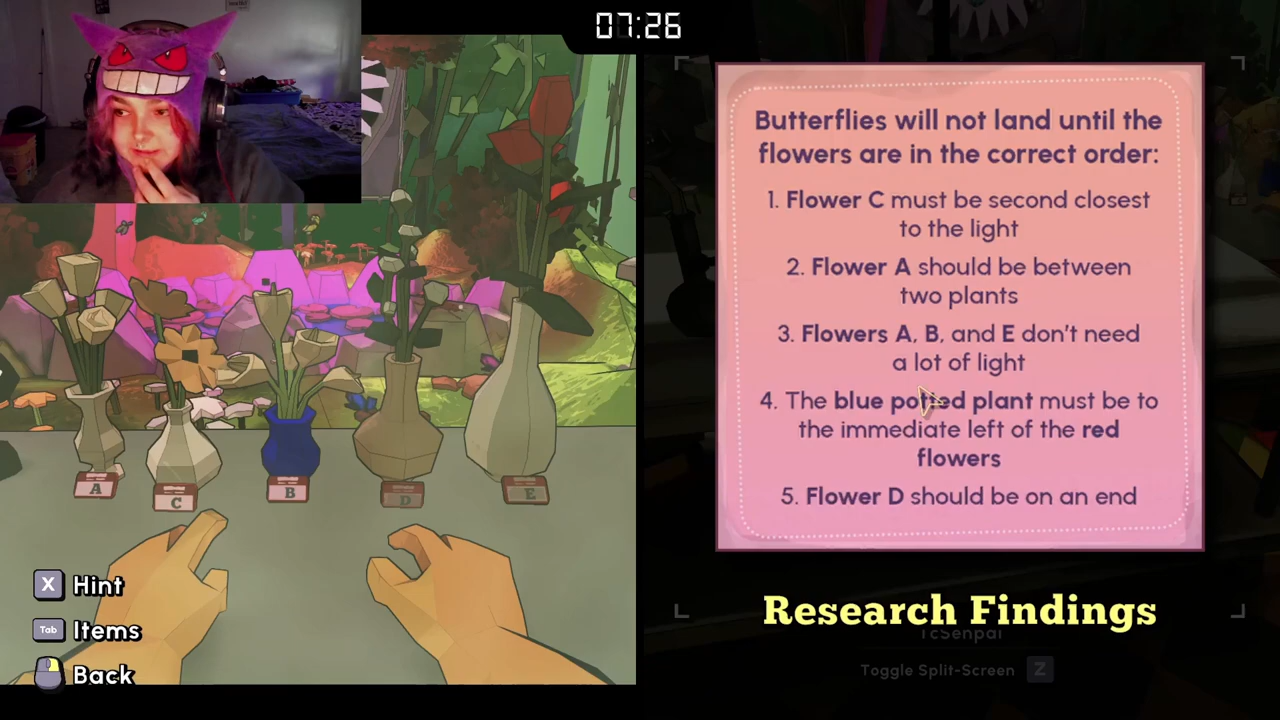 07:26
Butterflies will not land until the
flowers are in the correct order:
1. Flower C must be second closest
to the light
2. Flower A should be between
two plants
3. Flowers A, B, and E don't need
a lot of light
4. The blue potted plant must be to
the immediate left of the red
flowers
5. Flower D should be on an end
A
C
B
D
E
X Hint
Tab Items
Back
Research Findings
TcSenpai
Toggle Split-Screen Z